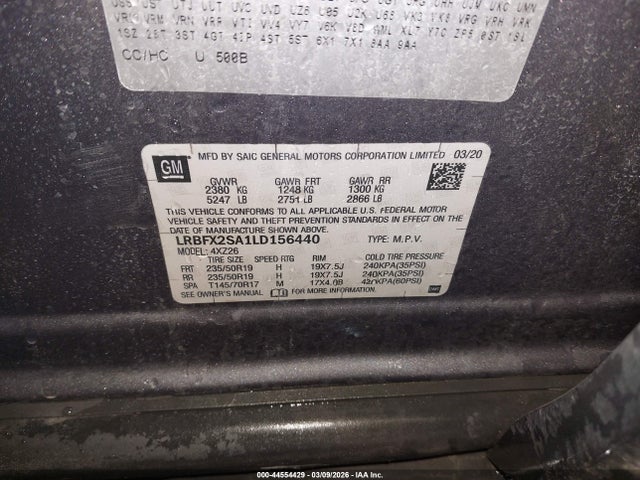 CC/HC U 500B
GM
MFD BY SAIC GENERAL MOTORS CORPORATION LIMITED 03/20
GVWR GAWR FRT GAWR RR
2380 KG 1248 KG 1300 KG
5247 LB 2751 LB 2866 LB
THIS VEHICLE CONFORMS TO ALL APPLICABLE U.S. FEDERAL MOTOR
VEHICLE SAFETY AND THEFT PREVENTION STANDARDS IN EFFECT ON
THE DATE OF MANUFACTURE SHOWN ABOVE.
LRBFX2SA1LD156440 TYPE: M.P.V.
MODEL: 4XZ26
TIRE SIZE SPEED RTG RIM COLD TIRE PRESSURE
FRT 235/50R19 H 19X7.5J 240KPA(35PSI)
RR 235/50R19 H 19X7.5J 240KPA(35PSI)
SPA T145/70R17 M 17X4.0B 420KPA(60PSI)
SEE OWNER'S MANUAL FOR MORE INFORMATION.
000-44554429 - 03/09/2026 - IAA Corp.